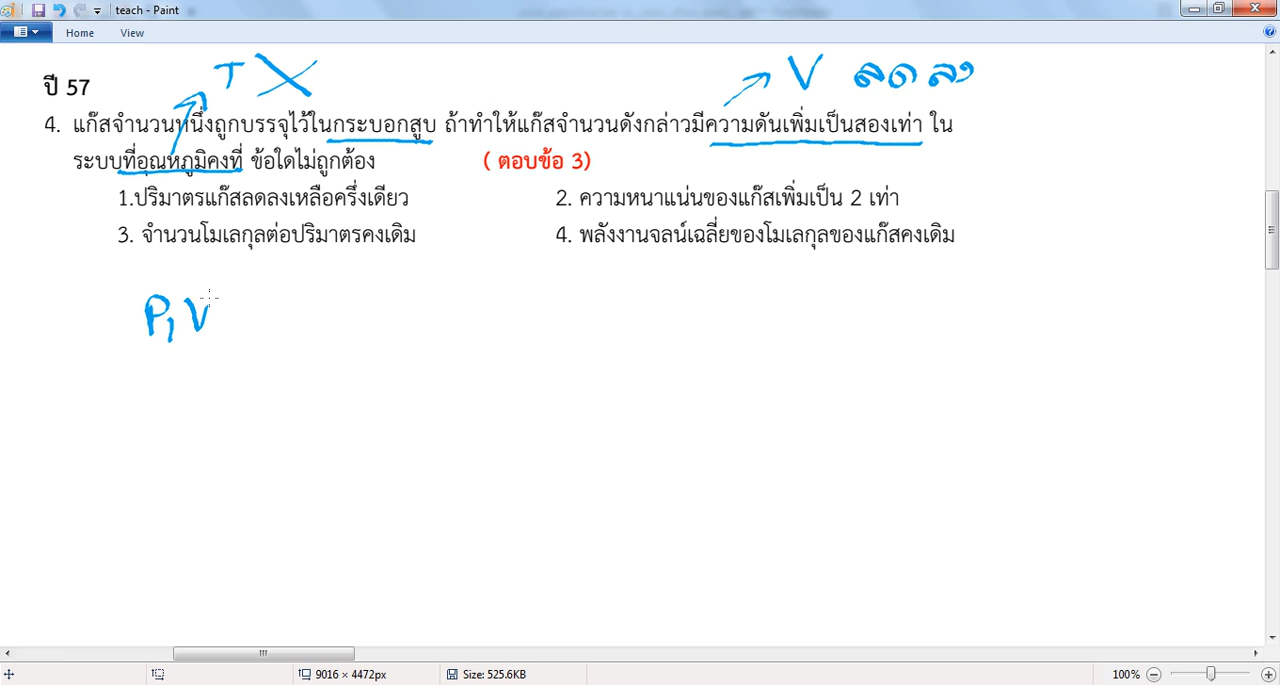 teach - Paint
Home View
T X V ลดลง
ปี 57
4. แก๊สจำนวนหนึ่งถูกบรรจุไว้ในกระบอกสูบ ถ้าทำให้แก๊สจำนวนดังกล่าวมีความดันเพิ่มเป็นสองเท่า ใน
ระบบที่อุณหภูมิคงที่ ข้อใดไม่ถูกต้อง ( ตอบข้อ 3)
1.ปริมาตรแก๊สลดลงเหลือครึ่งเดียว 2. ความหนาแน่นของแก๊สเพิ่มเป็น 2 เท่า
3. จำนวนโมเลกุลต่อปริมาตรคงเดิม 4. พลังงานจลน์เฉลี่ยของโมเลกุลของแก๊สคงเดิม
P1 V
9016 × 4472px Size: 525.6KB 100%